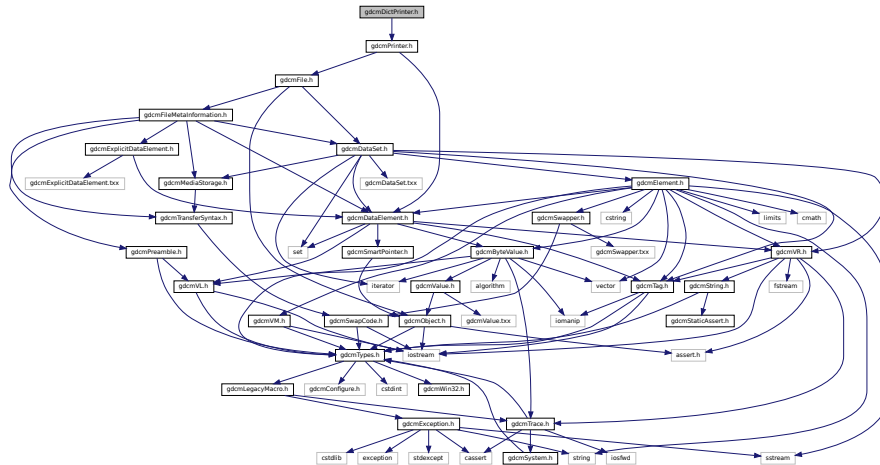 gdcmDictPrinter.h
gdcmPrinter.h
gdcmFile.h
gdcmFileMetaInformation.h
gdcmExplicitDataElement.h
gdcmDataSet.h
gdcmExplicitDataElement.txx
gdcmMediaStorage.h
gdcmDataSet.txx
gdcmElement.h
gdcmTransferSyntax.h
gdcmDataElement.h
gdcmSwapper.h
cstring
limits
cmath
gdcmPreamble.h
set
gdcmSmartPointer.h
gdcmByteValue.h
gdcmSwapper.txx
gdcmVR.h
gdcmVL.h
iterator
gdcmValue.h
algorithm
vector
gdcmTag.h
gdcmString.h
fstream
gdcmVM.h
gdcmSwapCode.h
gdcmObject.h
gdcmValue.txx
iomanip
gdcmStaticAssert.h
gdcmTypes.h
iostream
assert.h
gdcmLegacyMacro.h
gdcmConfigure.h
cstdint
gdcmWin32.h
gdcmException.h
gdcmTrace.h
cstdlib
exception
stdexcept
cassert
gdcmSystem.h
string
iosfwd
sstream